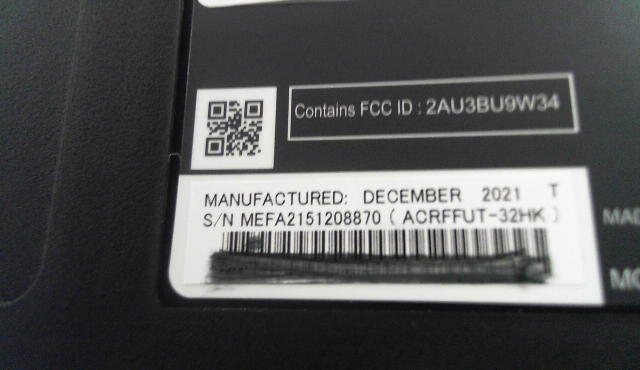 Contains FCC ID : 2AU3BU9W34
MANUFACTURED: DECEMBER 2021 T
S/N MEFA2151208870 ( ACRFFUT-32HK )